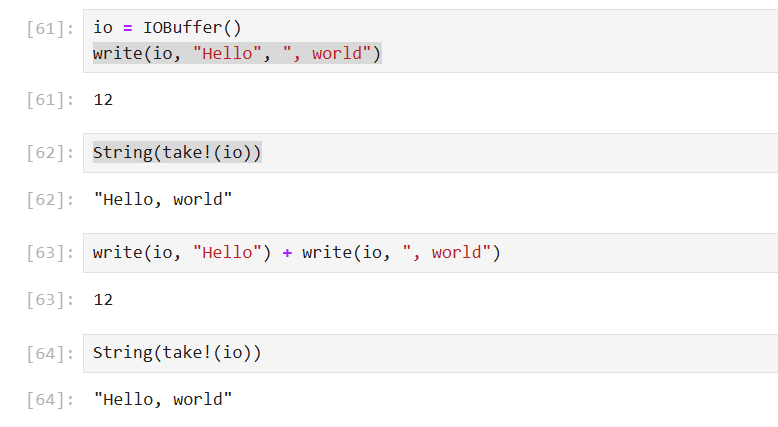 [61]: io = IOBuffer()
write(io, "Hello", ", world")
[61]: 12
[62]: String(take!(io))
[62]: "Hello, world"
[63]: write(io, "Hello") + write(io, ", world")
[63]: 12
[64]: String(take!(io))
[64]: "Hello, world"